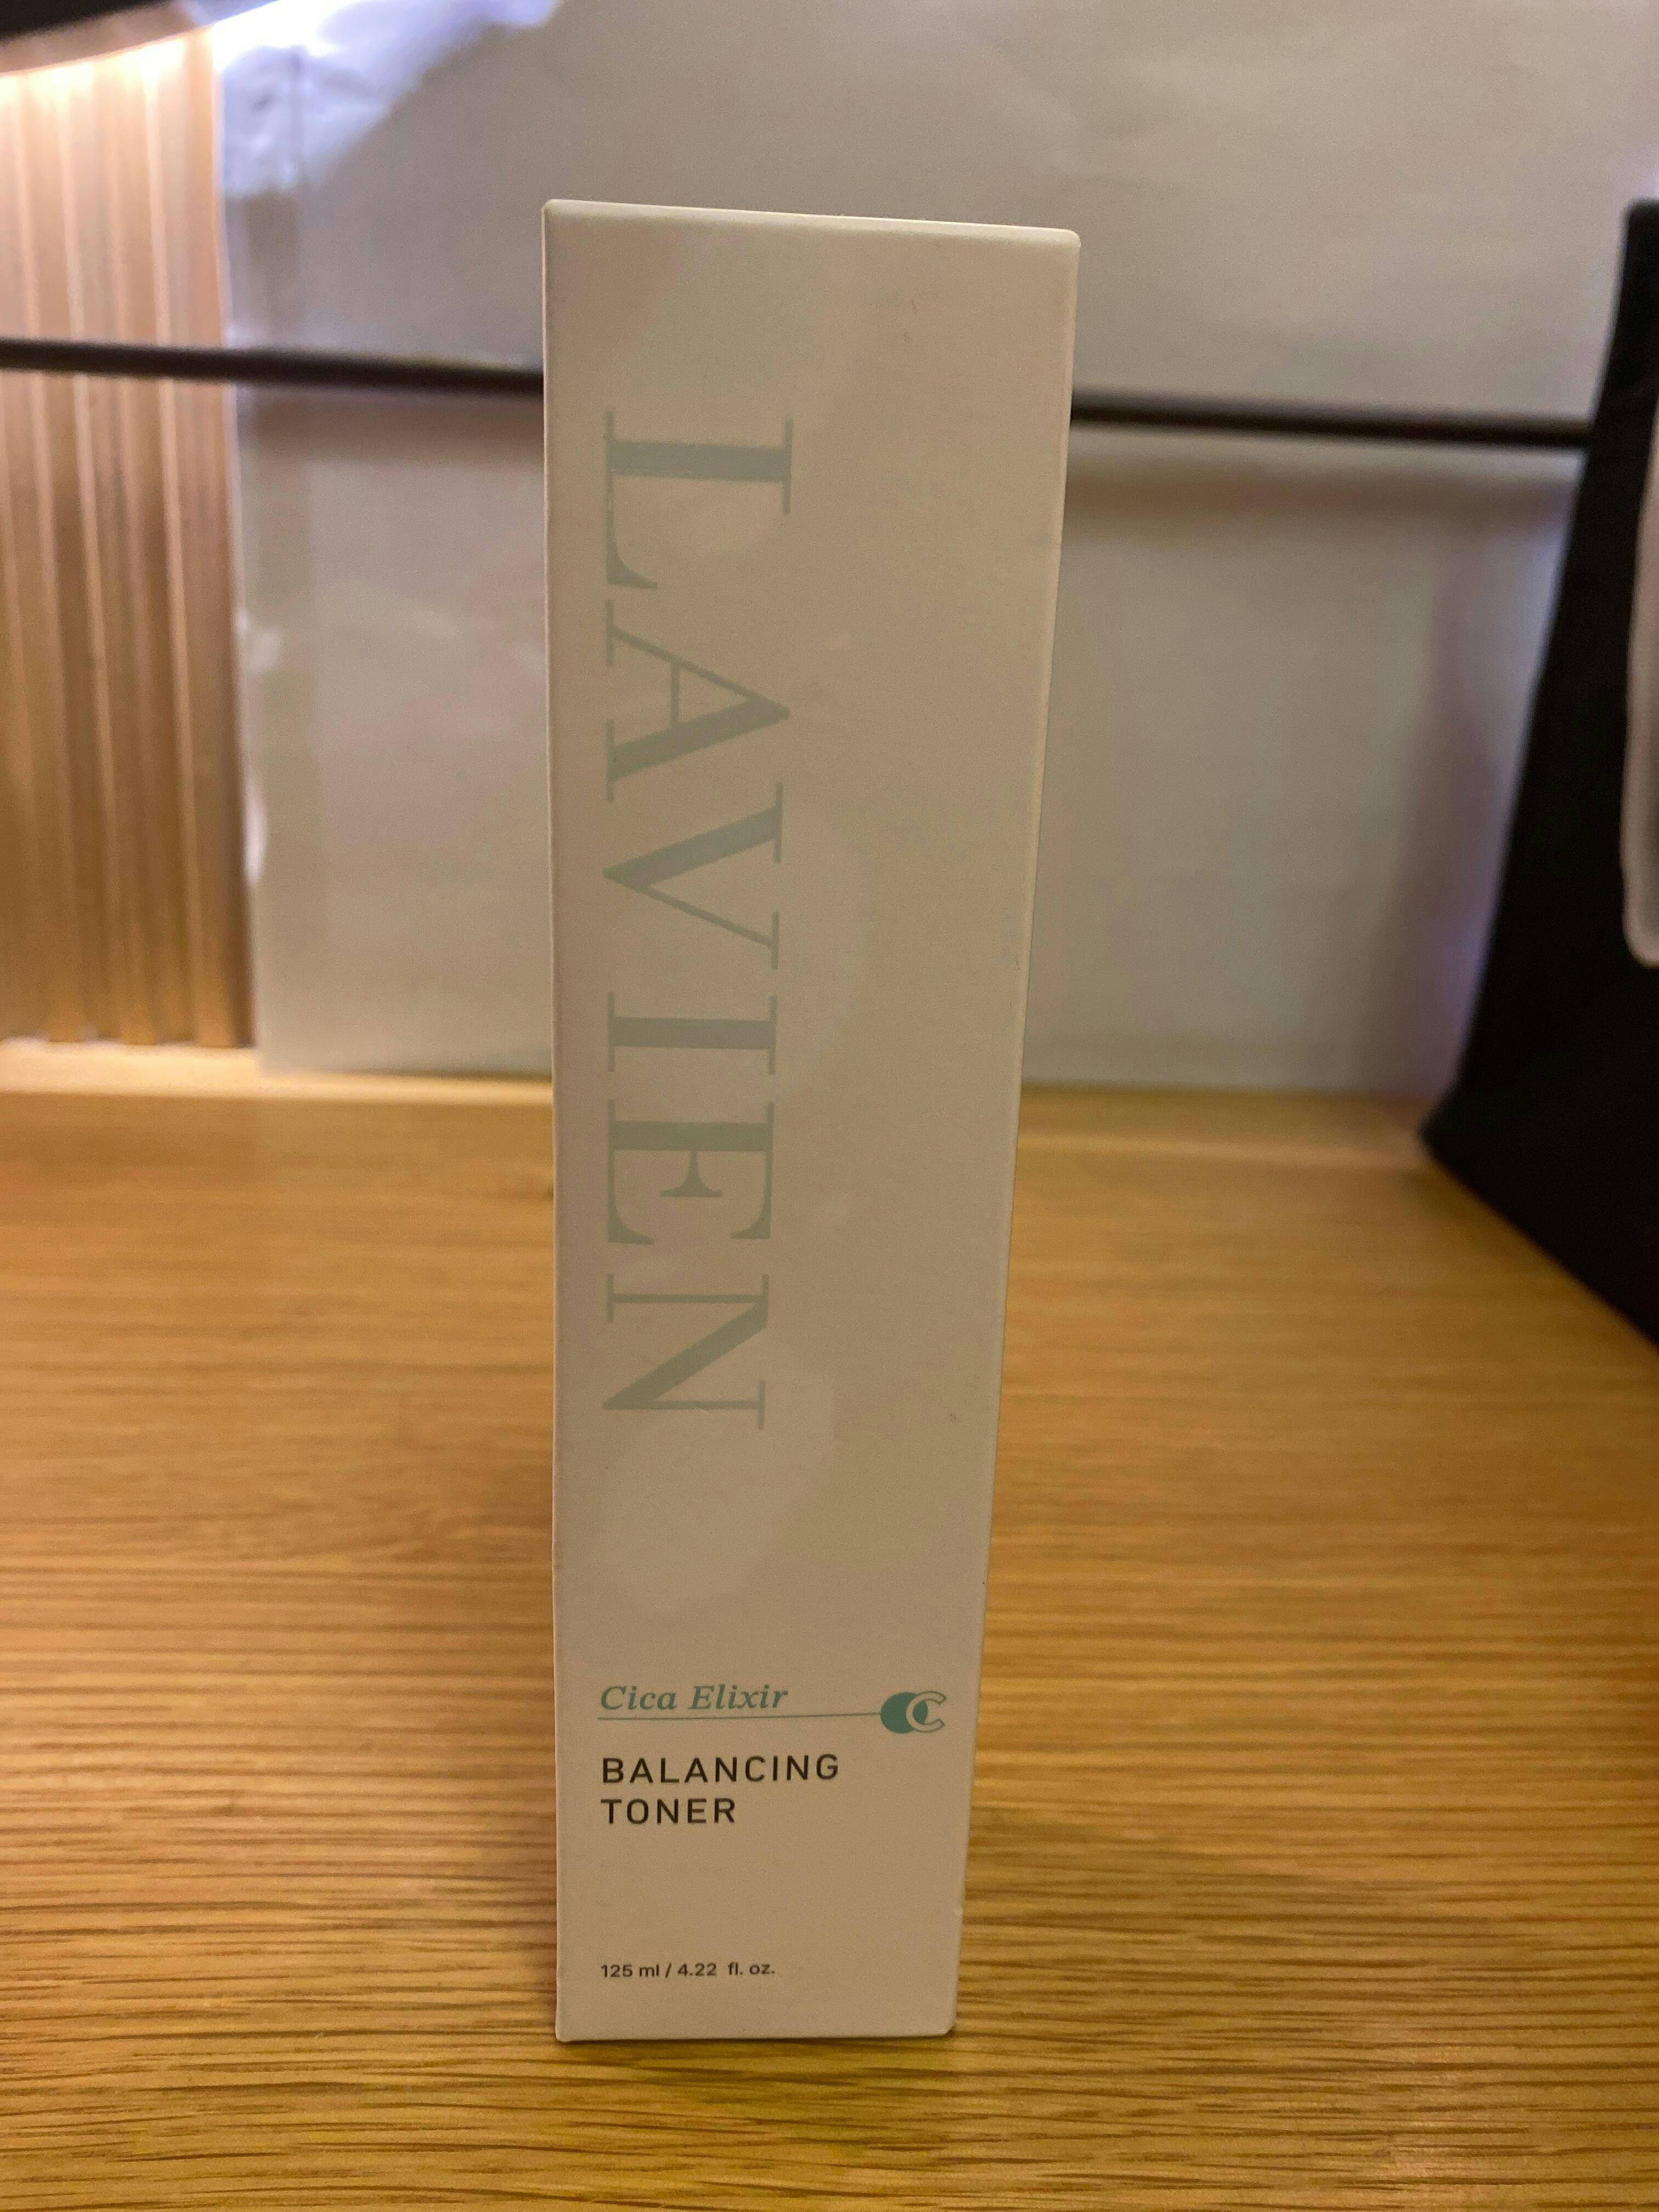 LAVIEN
Cica Elixir
BALANCING
TONER
125 ml / 4.22 fl. oz.